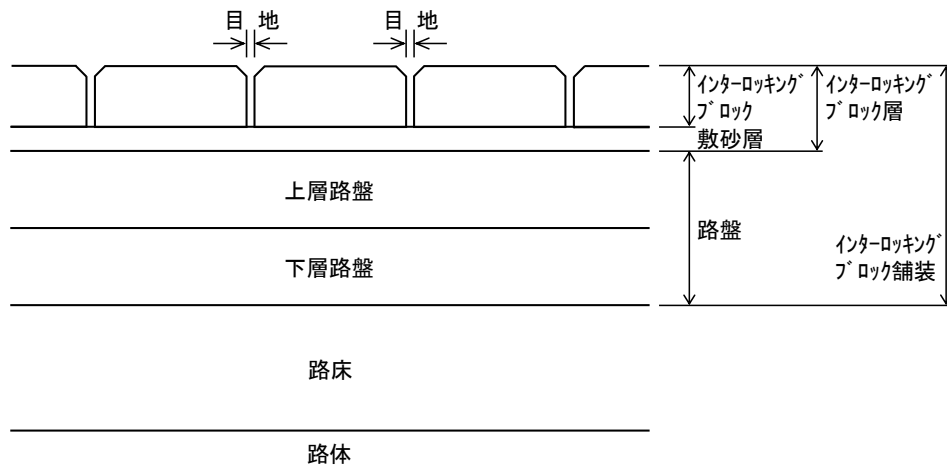 目地 目地
ｲﾝﾀｰﾛｯｷﾝｸﾞ
ﾌﾞﾛｯｸ
ｲﾝﾀｰﾛｯｷﾝｸﾞ
ﾌﾞﾛｯｸ層
敷砂層
上層路盤
路盤
下層路盤
ｲﾝﾀｰﾛｯｷﾝｸﾞ
ﾌﾞﾛｯｸ舗装
路床
路体